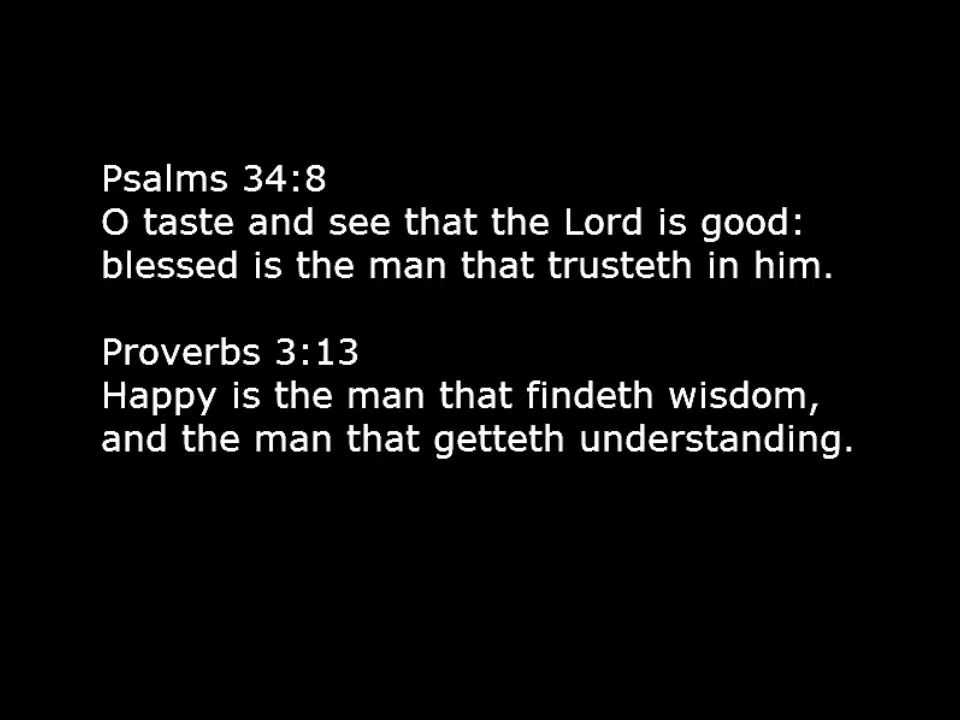 Psalms 34:8
O taste and see that the Lord is good:
blessed is the man that trusteth in him.
Proverbs 3:13
Happy is the man that findeth wisdom,
and the man that getteth understanding.